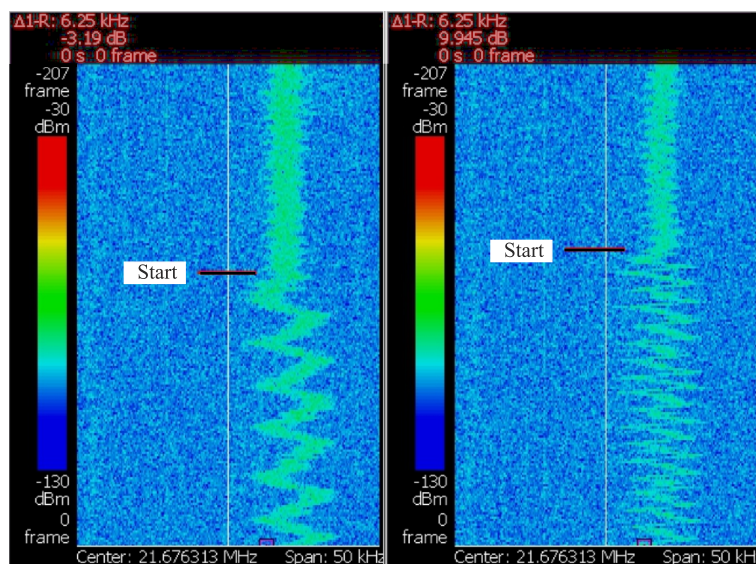 Δ1-R: 6.25 kHz
-3.19 dB
0 s 0 frame
-207
frame
-30
dBm
Start
-130
dBm
0
frame
Center: 21.676313 MHz Span: 50 kHz
Δ1-R: 6.25 kHz
9.945 dB
0 s 0 frame
-207
frame
-30
dBm
Start
-130
dBm
0
frame
Center: 21.676313 MHz Span: 50 kHz